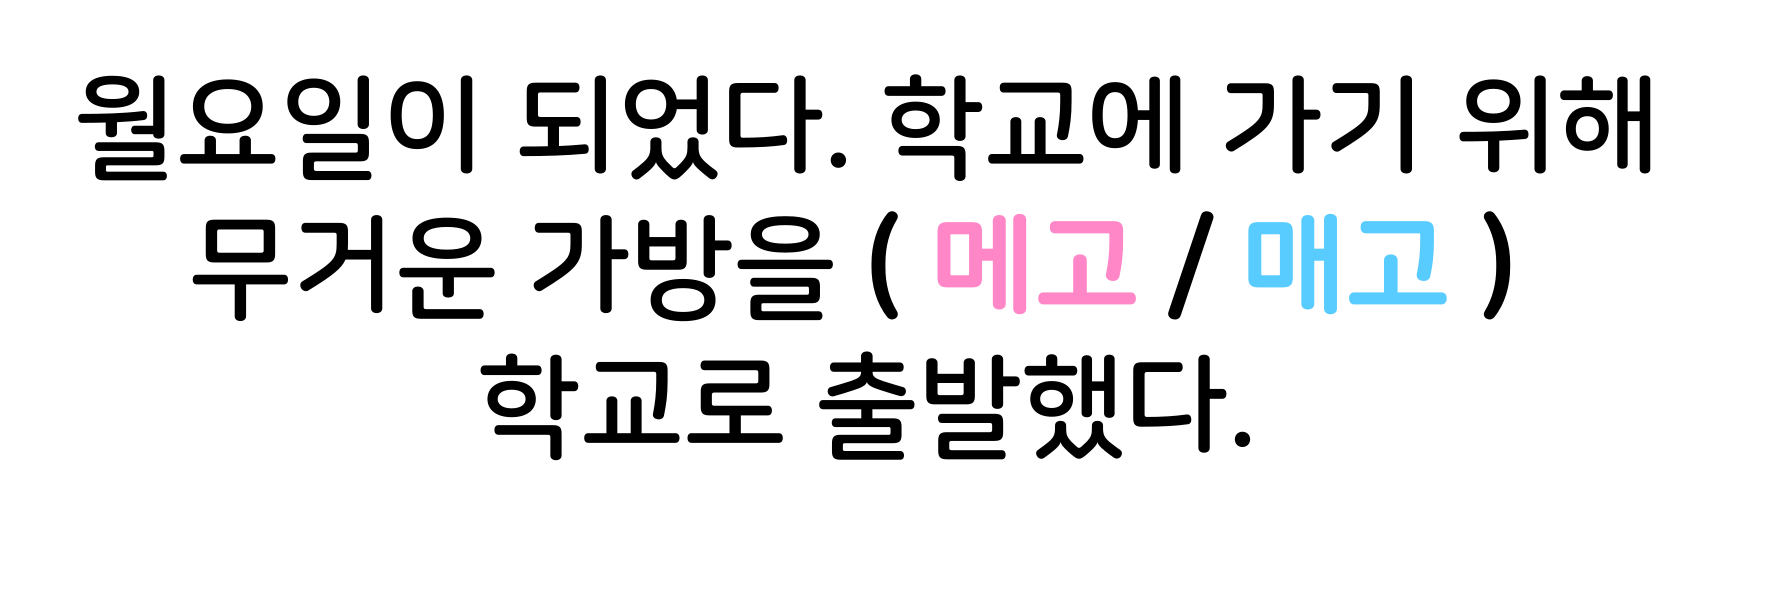 월요일이 되었다. 학교에 가기 위해
무거운 가방을 ( 메고 / 매고 )
학교로 출발했다.